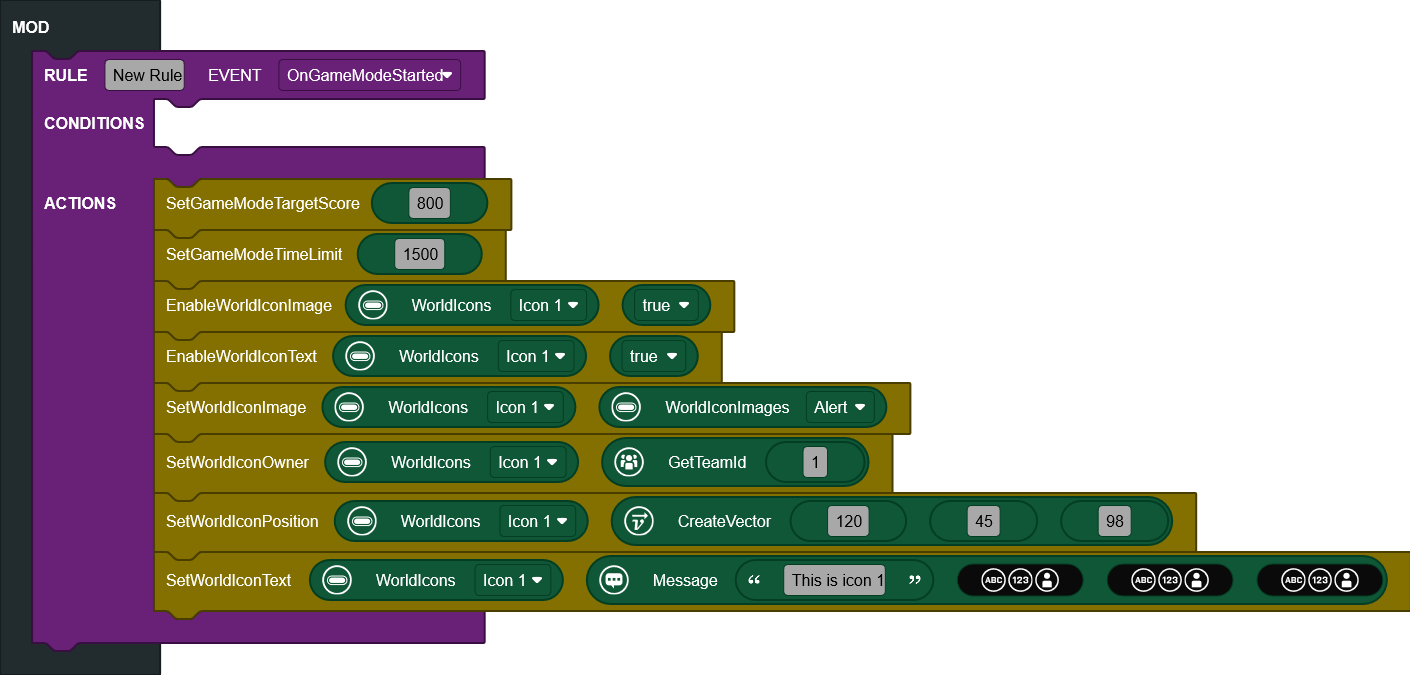 MOD
RULE New Rule EVENT OnGameModeStarted
CONDITIONS
ACTIONS SetGameModeTargetScore 800
SetGameModeTimeLimit 1500
EnableWorldIconImage WorldIcons Icon 1 true
EnableWorldIconText WorldIcons Icon 1 true
SetWorldIconImage WorldIcons Icon 1 WorldIconImages Alert
SetWorldIconOwner WorldIcons Icon 1 GetTeamId 1
SetWorldIconPosition WorldIcons Icon 1 CreateVector 120 45 98
SetWorldIconText WorldIcons Icon 1 Message “ This is icon 1 ” ABC 123 ABC 123 ABC 123